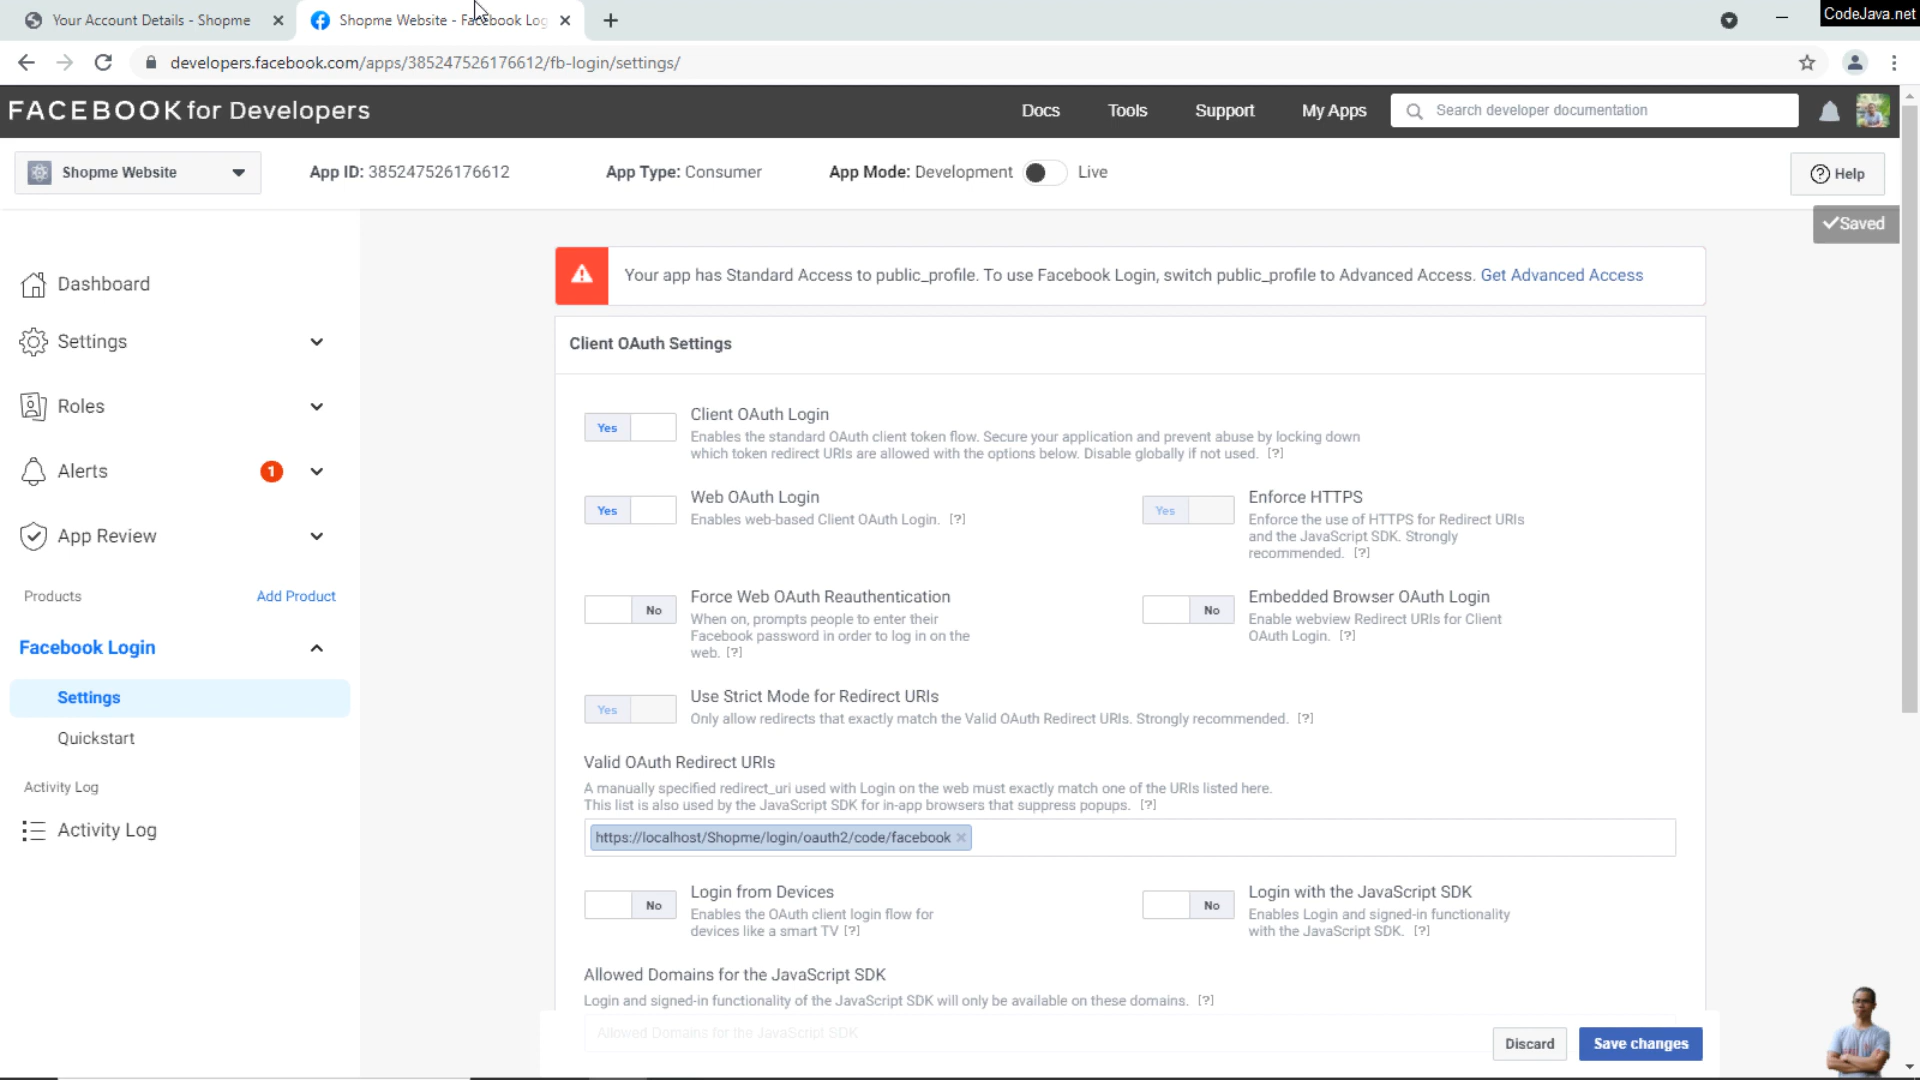 Your Account Details - Shopme
Shopme Website - Facebook Log
CodeJava.net
developers.facebook.com/apps/385247526176612/fb-login/settings/
FACEBOOK for Developers
Docs
Tools
Support
My Apps
Search developer documentation
Shopme Website
App ID: 385247526176612
App Type: Consumer
App Mode: Development
Live
Help
Saved
Dashboard
Settings
Roles
Alerts
1
App Review
Products
Add Product
Facebook Login
Settings
Quickstart
Activity Log
Activity Log
Your app has Standard Access to public_profile. To use Facebook Login, switch public_profile to Advanced Access. Get Advanced Access
Client OAuth Settings
Yes
Client OAuth Login
Enables the standard OAuth client token flow. Secure your application and prevent abuse by locking down
which token redirect URIs are allowed with the options below. Disable globally if not used. [?]
Yes
Web OAuth Login
Enables web-based Client OAuth Login. [?]
Yes
Enforce HTTPS
Enforce the use of HTTPS for Redirect URIs
and the JavaScript SDK. Strongly
recommended. [?]
No
Force Web OAuth Reauthentication
When on, prompts people to enter their
Facebook password in order to log in on the
web. [?]
No
Embedded Browser OAuth Login
Enable webview Redirect URIs for Client
OAuth Login. [?]
Yes
Use Strict Mode for Redirect URIs
Only allow redirects that exactly match the Valid OAuth Redirect URIs. Strongly recommended. [?]
Valid OAuth Redirect URIs
A manually specified redirect_uri used with Login on the web must exactly match one of the URIs listed here.
This list is also used by the JavaScript SDK for in-app browsers that suppress popups. [?]
https://localhost/Shopme/login/oauth2/code/facebook
No
Login from Devices
Enables the OAuth client login flow for
devices like a smart TV [?]
No
Login with the JavaScript SDK
Enables Login and signed-in functionality
with the JavaScript SDK. [?]
Allowed Domains for the JavaScript SDK
Login and signed-in functionality of the JavaScript SDK will only be available on these domains. [?]
Allowed Domains for the JavaScript SDK
Discard
Save changes